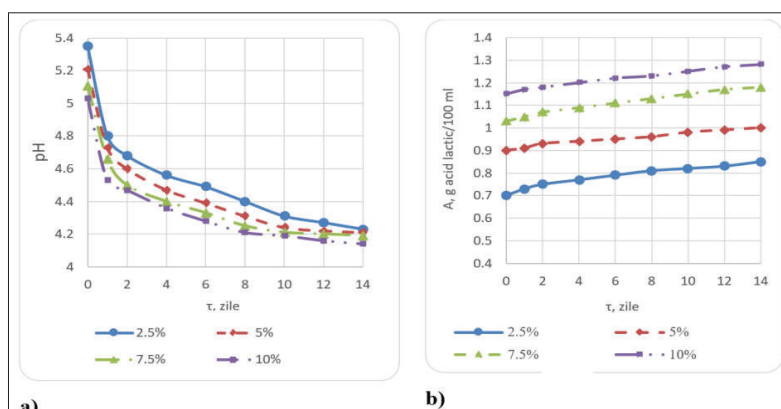 5.4
5.2
5
4.8
4.6
4.4
4.2
4
pH
0 2 4 6 8 10 12 14
τ, zile
2.5% 5%
7.5% 10%
a)
1.4
1.3
1.2
1.1
1
0.9
0.8
0.7
0.6
0.5
0.4
A, g acid lactic/100 ml
0 2 4 6 8 10 12 14
τ, zile
2.5% 5%
7.5% 10%
b)